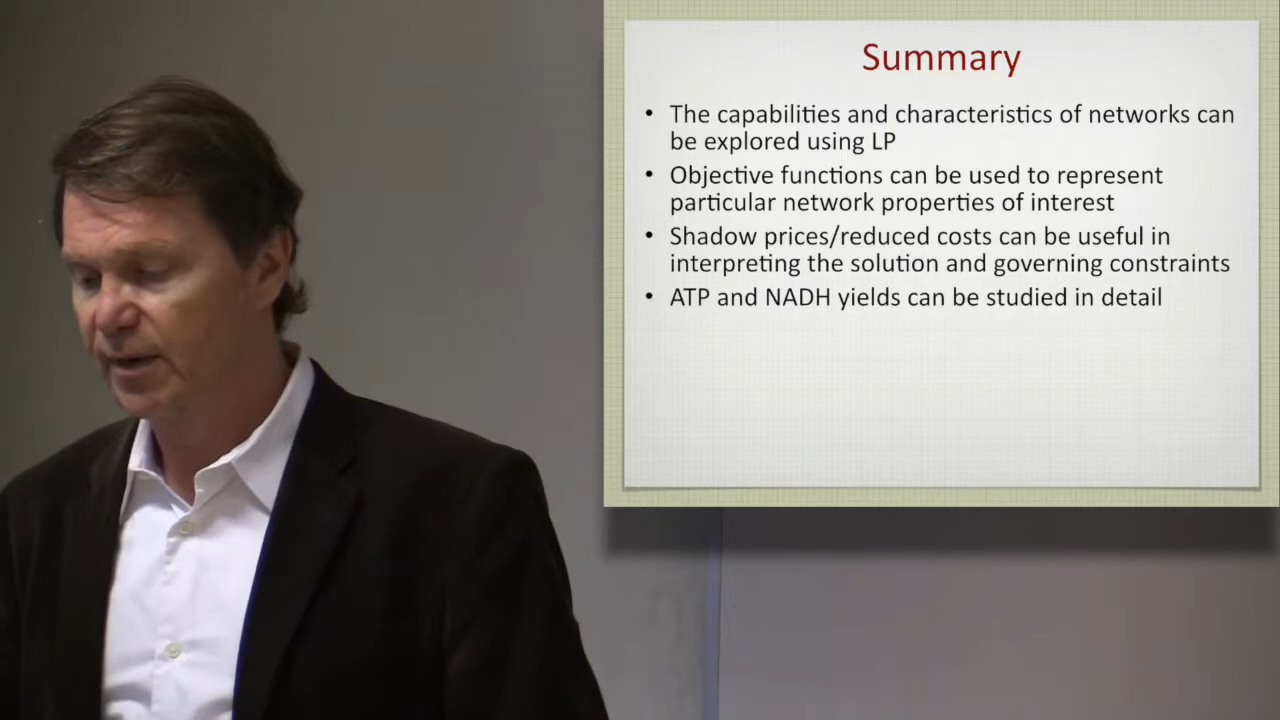 Summary
• The capabilities and characteristics of networks can
be explored using LP
• Objective functions can be used to represent
particular network properties of interest
• Shadow prices/reduced costs can be useful in
interpreting the solution and governing constraints
• ATP and NADH yields can be studied in detail